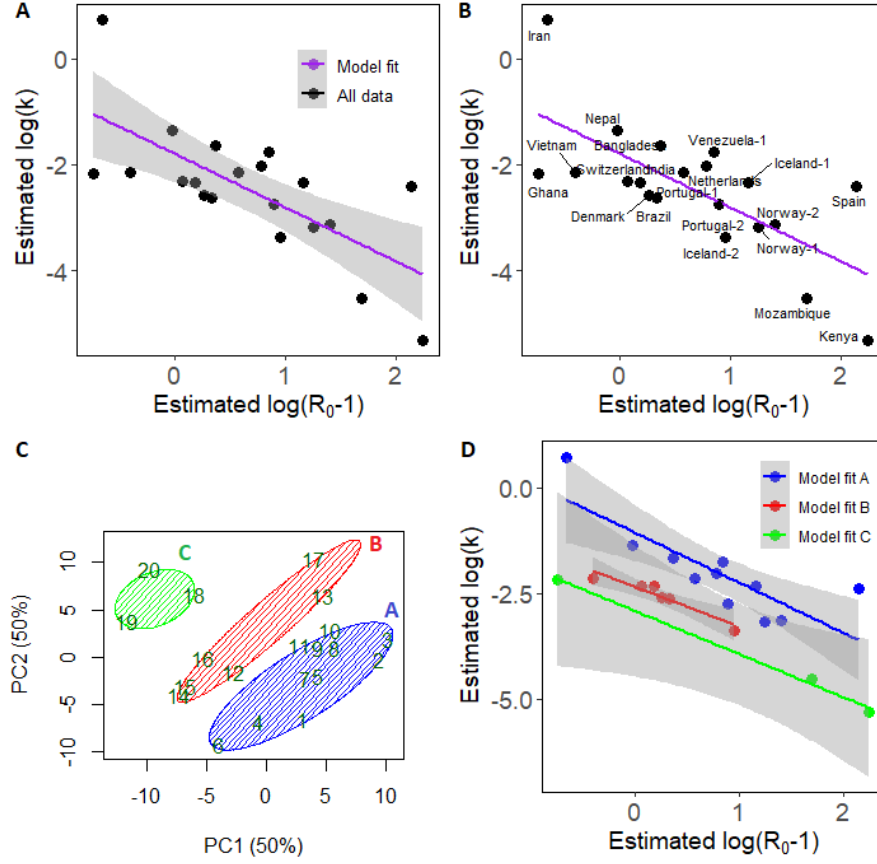 A
Estimated log(k)
0
-2
-4
Model fit
All data
0
1
2
Estimated log(R₀-1)
B
Estimated log(k)
0
-2
-4
Iran
Nepal
Bangladesh
Venezuela-1
Vietnam
Switzerland
India
Netherlands
Iceland-1
Ghana
Portugal-1
Spain
Denmark
Brazil
Portugal-2
Norway-2
Iceland-2
Norway-1
Mozambique
Kenya
0
1
2
Estimated log(R₀-1)
C
PC2 (50%)
10
5
0
-5
-10
C
B
A
20
18
19
17
13
16
12
15
14
10
11
9
8
3
2
7
5
4
1
6
-10
-5
0
5
10
PC1 (50%)
D
Estimated log(k)
0.0
-2.5
-5.0
Model fit A
Model fit B
Model fit C
0
1
2
Estimated log(R₀-1)